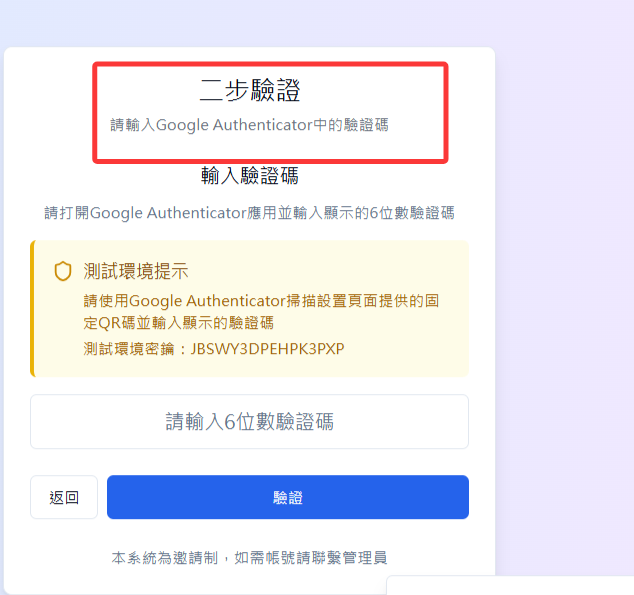 二步驗證
請輸入Google Authenticator中的驗證碼
輸入驗證碼
請打開Google Authenticator應用並輸入顯示的6位數驗證碼
測試環境提示
請使用Google Authenticator掃描設置頁面提供的固
定QR碼並輸入顯示的驗證碼
測試環境密鑰：JBSWY3DPEHPK3PXP
請輸入6位數驗證碼
返回
驗證
本系統為邀請制，如需帳號請聯繫管理員